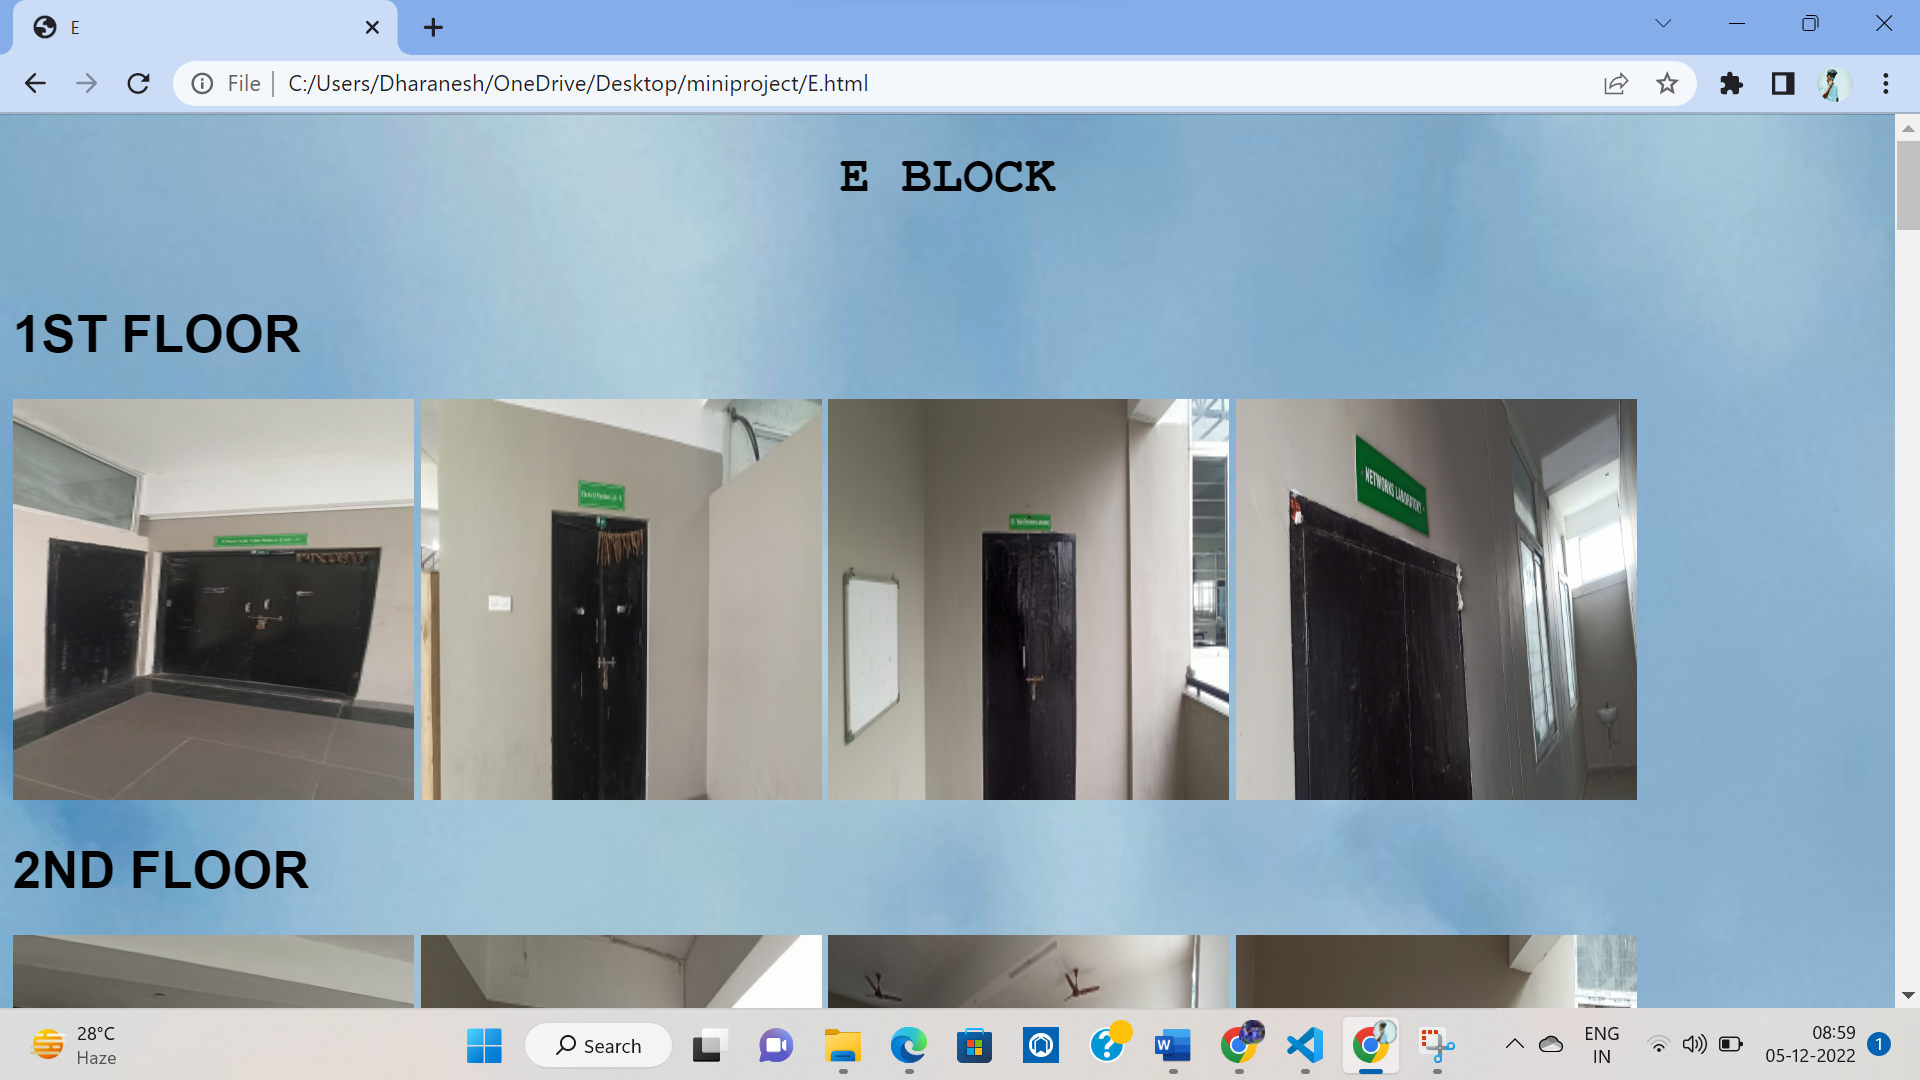 E
File
C:/Users/Dharanesh/OneDrive/Desktop/miniproject/E.html
E BLOCK
1ST FLOOR
NETWORKS LABORATORY
2ND FLOOR
28°C
Haze
Search
ENG
IN
08:59
05-12-2022
1